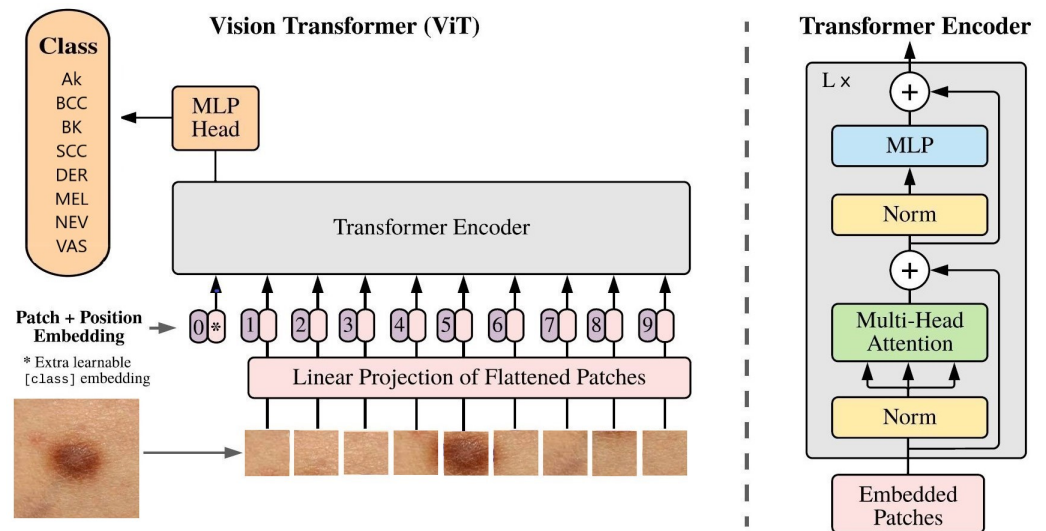 Vision Transformer (ViT)
Class
Ak
BCC
BK
SCC
DER
MEL
NEV
VAS
MLP
Head
Transformer Encoder
Patch + Position
Embedding
* Extra learnable
[class] embedding
0 * 1 2 3 4 5 6 7 8 9
Linear Projection of Flattened Patches
Transformer Encoder
L x
+
MLP
Norm
+
Multi-Head
Attention
Norm
Embedded
Patches